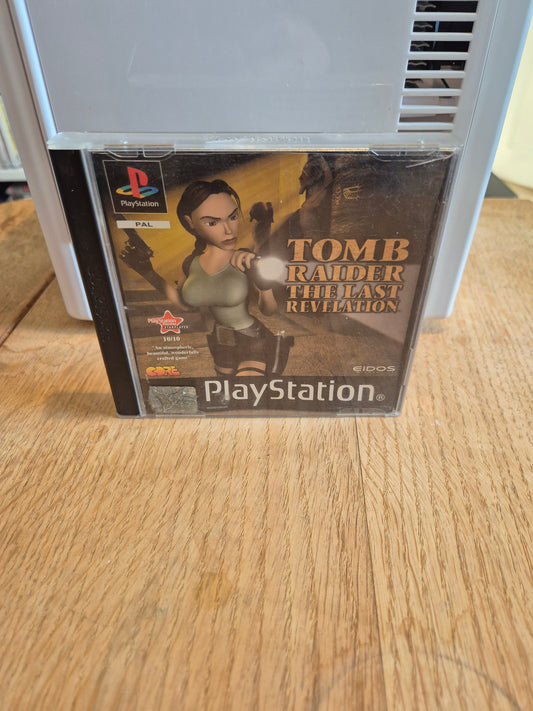 PlayStation
PAL
TOMB
RAIDER
THE LAST
REVELATION
10/10
"An atmospheric,
beautiful, wonderfully
crafted game"
CORE
EIDOS
PlayStation®